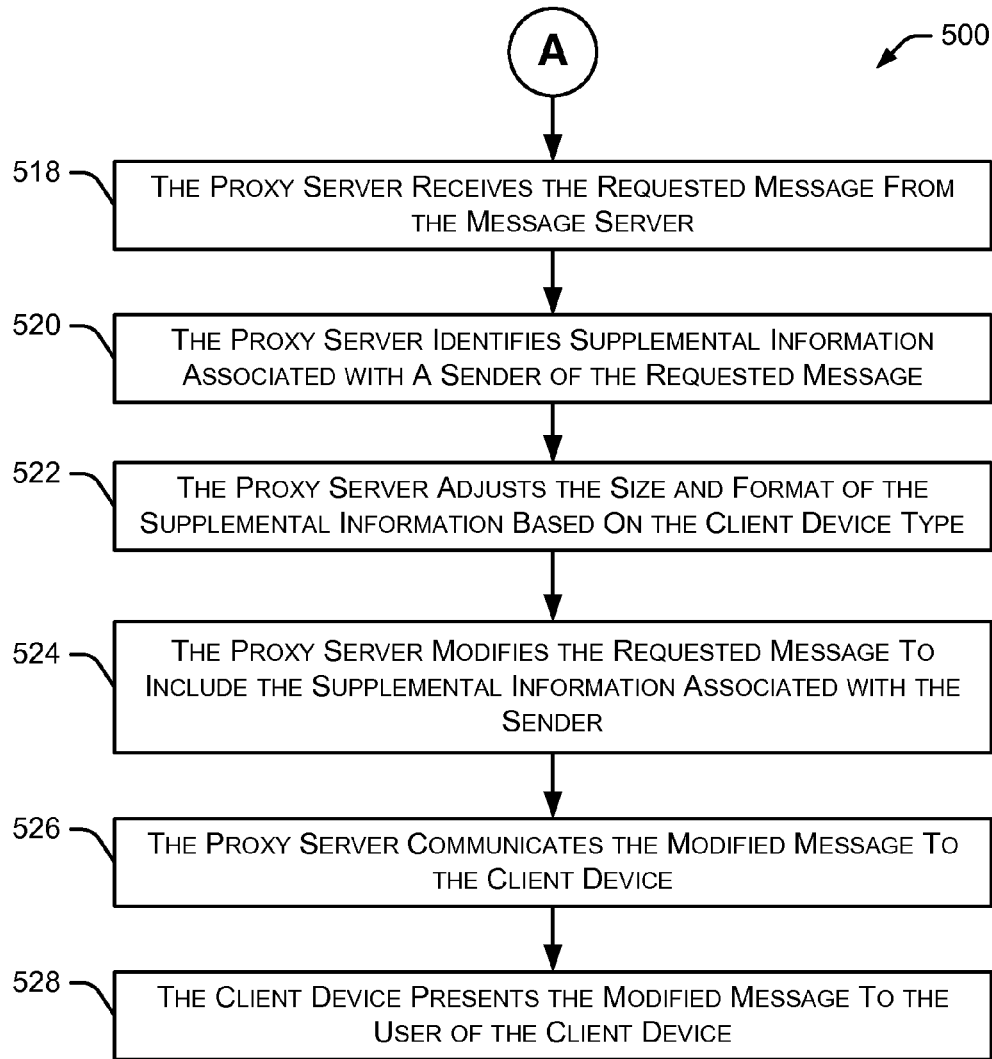 A
500
518
THE PROXY SERVER RECEIVES THE REQUESTED MESSAGE FROM
THE MESSAGE SERVER
520
THE PROXY SERVER IDENTIFIES SUPPLEMENTAL INFORMATION
ASSOCIATED WITH A SENDER OF THE REQUESTED MESSAGE
522
THE PROXY SERVER ADJUSTS THE SIZE AND FORMAT OF THE
SUPPLEMENTAL INFORMATION BASED ON THE CLIENT DEVICE TYPE
524
THE PROXY SERVER MODIFIES THE REQUESTED MESSAGE TO
INCLUDE THE SUPPLEMENTAL INFORMATION ASSOCIATED WITH THE
SENDER
526
THE PROXY SERVER COMMUNICATES THE MODIFIED MESSAGE TO
THE CLIENT DEVICE
528
THE CLIENT DEVICE PRESENTS THE MODIFIED MESSAGE TO THE
USER OF THE CLIENT DEVICE